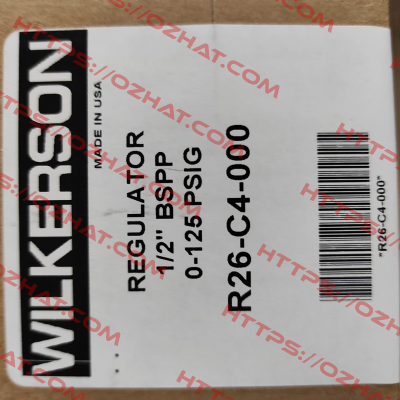 WILKERSON
MADE IN USA
REGULATOR
1/2" BSPP
0-125 PSIG
R26-C4-000
*R26-C4-000*
HTTPS://OZHAT.COM